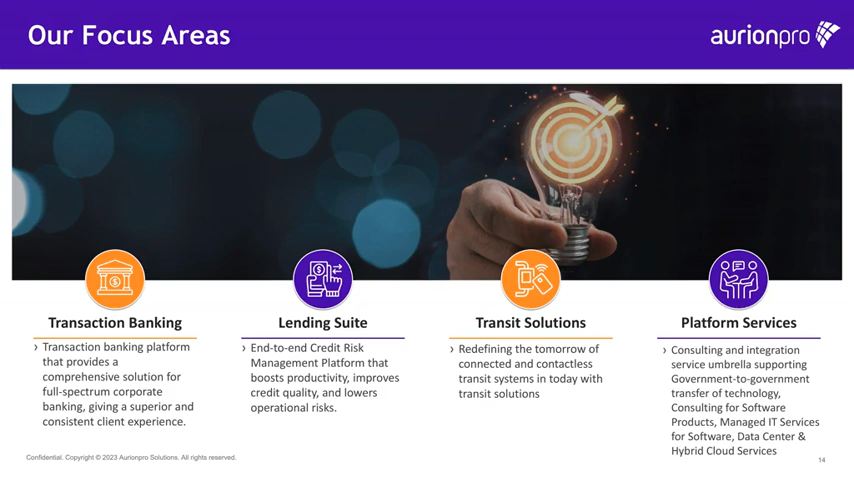 Our Focus Areas
aurionpro
Transaction Banking
› Transaction banking platform
that provides a
comprehensive solution for
full-spectrum corporate
banking, giving a superior and
consistent client experience.
Lending Suite
› End-to-end Credit Risk
Management Platform that
boosts productivity, improves
credit quality, and lowers
operational risks.
Transit Solutions
› Redefining the tomorrow of
connected and contactless
transit systems in today with
transit solutions
Platform Services
› Consulting and integration
service umbrella supporting
Government-to-government
transfer of technology,
Consulting for Software
Products, Managed IT Services
for Software, Data Center &
Hybrid Cloud Services
Confidential. Copyright © 2023 Aurionpro Solutions. All rights reserved.
14